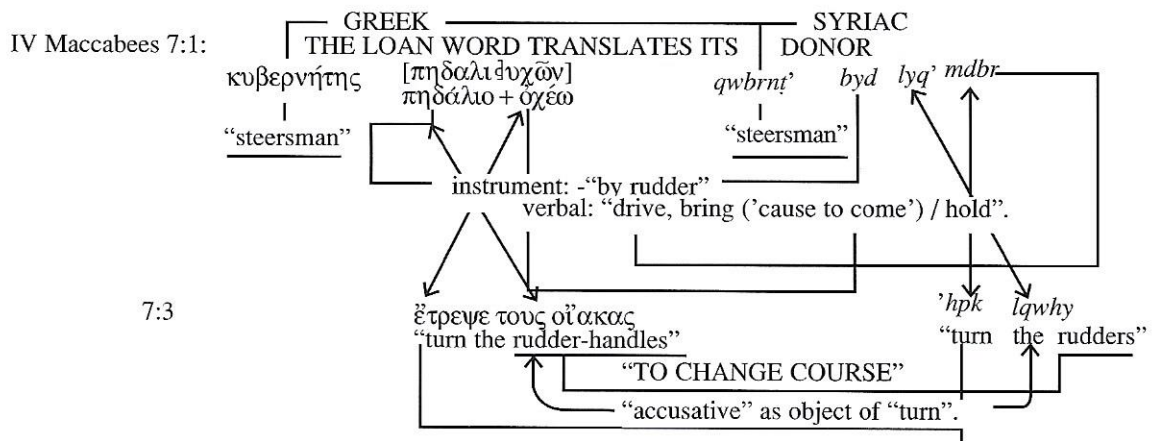 GREEK SYRIAC
IV Maccabees 7:1: THE LOAN WORD TRANSLATES ITS DONOR
κυβερνήτης [πηδαλι υχῶν] qwbrnṭ' byd lyq' mdbr
πηδάλιο + ὀχέω
"steersman" "steersman"
instrument: -"by rudder"
verbal: "drive, bring ('cause to come') / hold".
7:3 ἔτρεψε τους οἴακας 'hpk lqwhy
"turn the rudder-handles" "turn the rudders"
"TO CHANGE COURSE"
"accusative" as object of "turn".